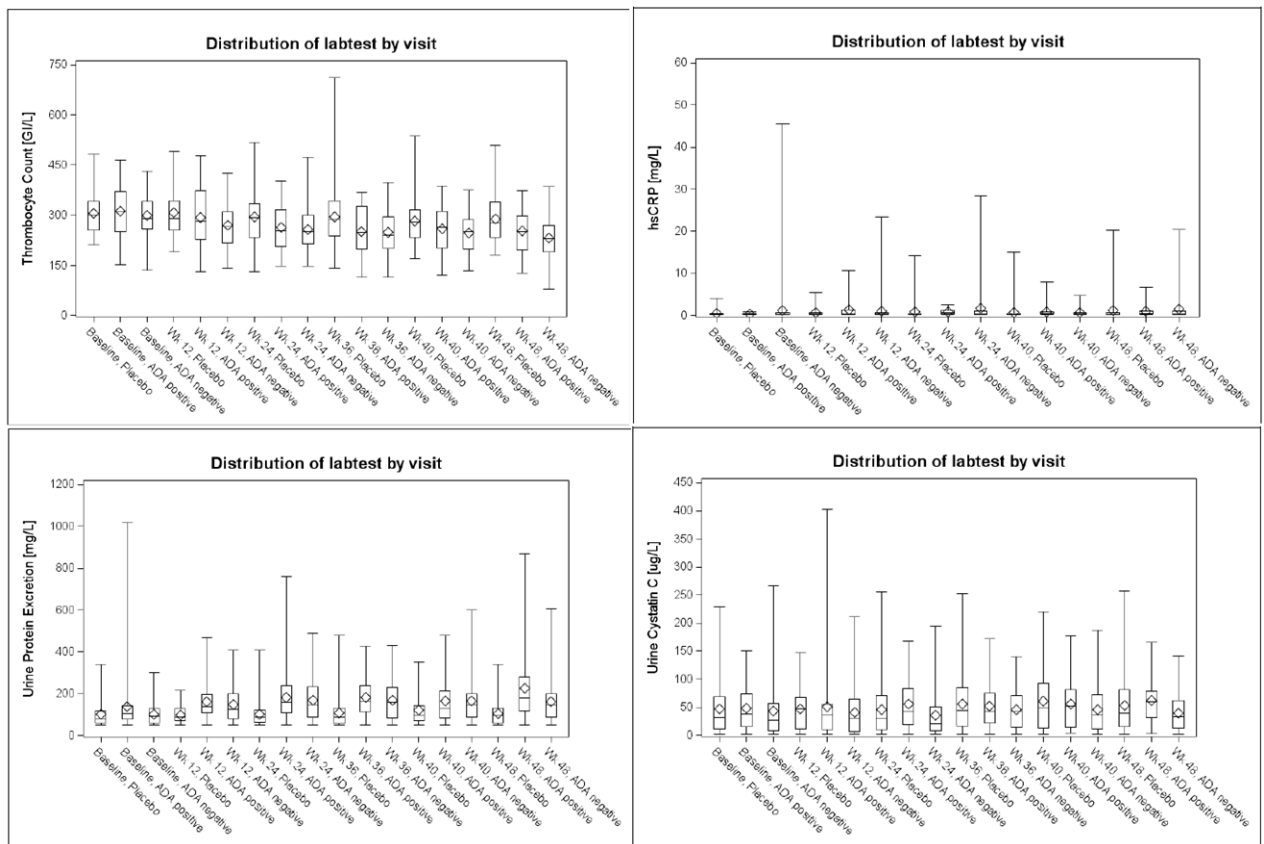 Distribution of labtest by visit
Thrombocyte Count [GI/L]
750
600
450
300
150
0
Baseline, Placebo
Baseline, ADA positive
Baseline, ADA negative
Wk 12, Placebo
Wk 12, ADA positive
Wk 12, ADA negative
Wk 24, Placebo
Wk 24, ADA positive
Wk 24, ADA negative
Wk 36, Placebo
Wk 36, ADA positive
Wk 36, ADA negative
Wk 40, Placebo
Wk 40, ADA positive
Wk 40, ADA negative
Wk 48, Placebo
Wk 48, ADA positive
Wk 48, ADA negative
Distribution of labtest by visit
hsCRP [mg/L]
60
50
40
30
20
10
0
Baseline, Placebo
Baseline, ADA positive
Baseline, ADA negative
Wk 12, Placebo
Wk 12, ADA positive
Wk 12, ADA negative
Wk 24, Placebo
Wk 24, ADA positive
Wk 24, ADA negative
Wk 40, Placebo
Wk 40, ADA positive
Wk 40, ADA negative
Wk 48, Placebo
Wk 48, ADA positive
Wk 48, ADA negative
Distribution of labtest by visit
Urine Protein Excretion [mg/L]
1200
1000
800
600
400
200
0
Baseline, Placebo
Baseline, ADA positive
Baseline, ADA negative
Wk 12, Placebo
Wk 12, ADA positive
Wk 12, ADA negative
Wk 24, Placebo
Wk 24, ADA positive
Wk 24, ADA negative
Wk 36, Placebo
Wk 36, ADA positive
Wk 36, ADA negative
Wk 40, Placebo
Wk 40, ADA positive
Wk 40, ADA negative
Wk 48, Placebo
Wk 48, ADA positive
Wk 48, ADA negative
Distribution of labtest by visit
Urine Cystatin C [ug/L]
450
400
350
300
250
200
150
100
50
0
Baseline, Placebo
Baseline, ADA positive
Baseline, ADA negative
Wk 12, Placebo
Wk 12, ADA positive
Wk 12, ADA negative
Wk 24, Placebo
Wk 24, ADA positive
Wk 24, ADA negative
Wk 36, Placebo
Wk 36, ADA positive
Wk 36, ADA negative
Wk 40, Placebo
Wk 40, ADA positive
Wk 40, ADA negative
Wk 48, Placebo
Wk 48, ADA positive
Wk 48, ADA negative